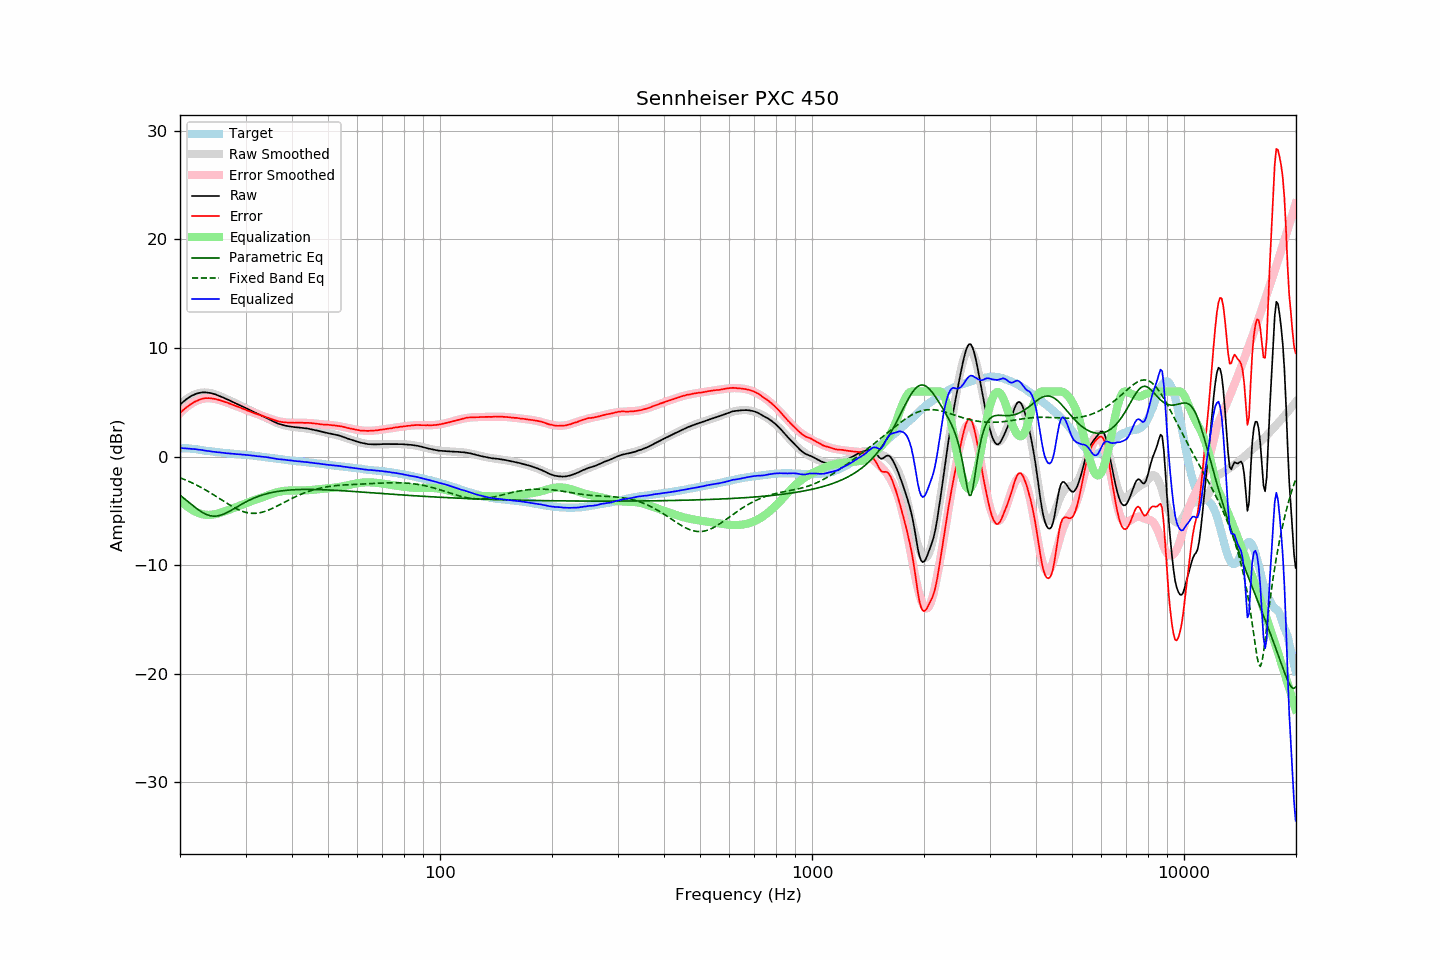 Sennheiser PXC 450
30
20
10
0
−10
−20
−30
Amplitude (dBr)
Target
Raw Smoothed
Error Smoothed
Raw
Error
Equalization
Parametric Eq
Fixed Band Eq
Equalized
100
1000
10000
Frequency (Hz)